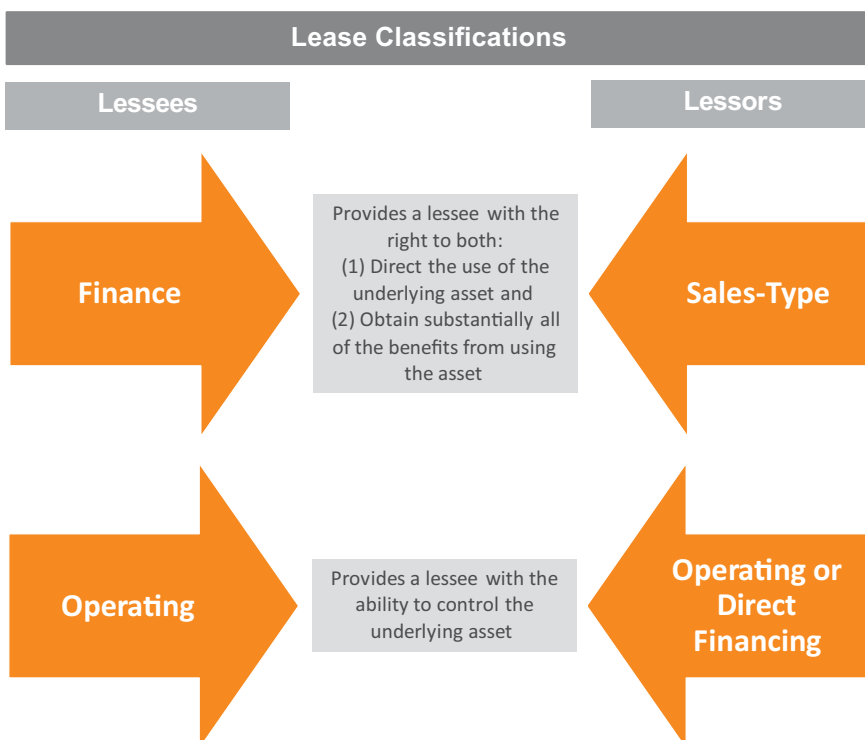 Lease Classifications
Lessees
Lessors
Finance
Provides a lessee with the
right to both:
(1) Direct the use of the
underlying asset and
(2) Obtain substantially all
of the benefits from using
the asset
Sales-Type
Operating
Provides a lessee with the
ability to control the
underlying asset
Operating or
Direct
Financing